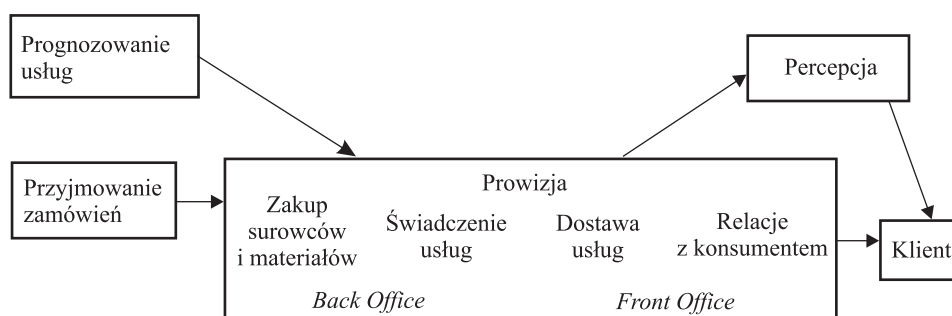 Prognozowanie
usług
Percepcja
Przyjmowanie
zamówień
Prowizja
Zakup
surowców
i materiałów
Świadczenie
usług
Dostawa
usług
Relacje
z konsumentem
Klient
Back Office
Front Office